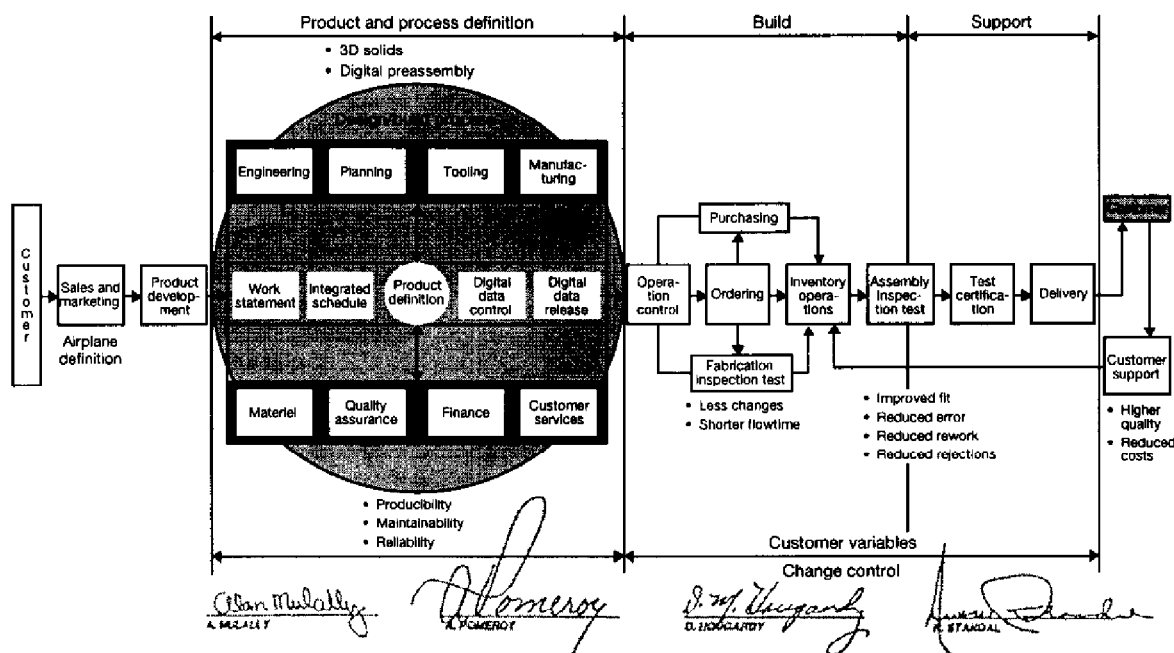 Product and process definition
Build
Support
• 3D solids
• Digital preassembly
Engineering
Planning
Tooling
Manufac-
turing
Customer
Sales and
marketing
Airplane
definition
Product
develop-
ment
Work
statement
Integrated
schedule
Product
definition
Digital
data
control
Digital
data
release
Materiel
Quality
assurance
Finance
Customer
services
• Producibility
• Maintainability
• Reliability
Opera-
tion
control
Purchasing
Ordering
Fabrication
inspection test
• Less changes
• Shorter flowtime
Inventory
opera-
tions
Assembly
inspec-
tion test
• Improved fit
• Reduced error
• Reduced rework
• Reduced rejections
Test
certifica-
tion
Delivery
Customer
support
• Higher
quality
• Reduced
costs
Customer variables
Change control
Alan Mulally
A. MULALLY
Pomeroy
POMEROY
D. M. Hougardy
D. HOUGARDY
R. STANDAL